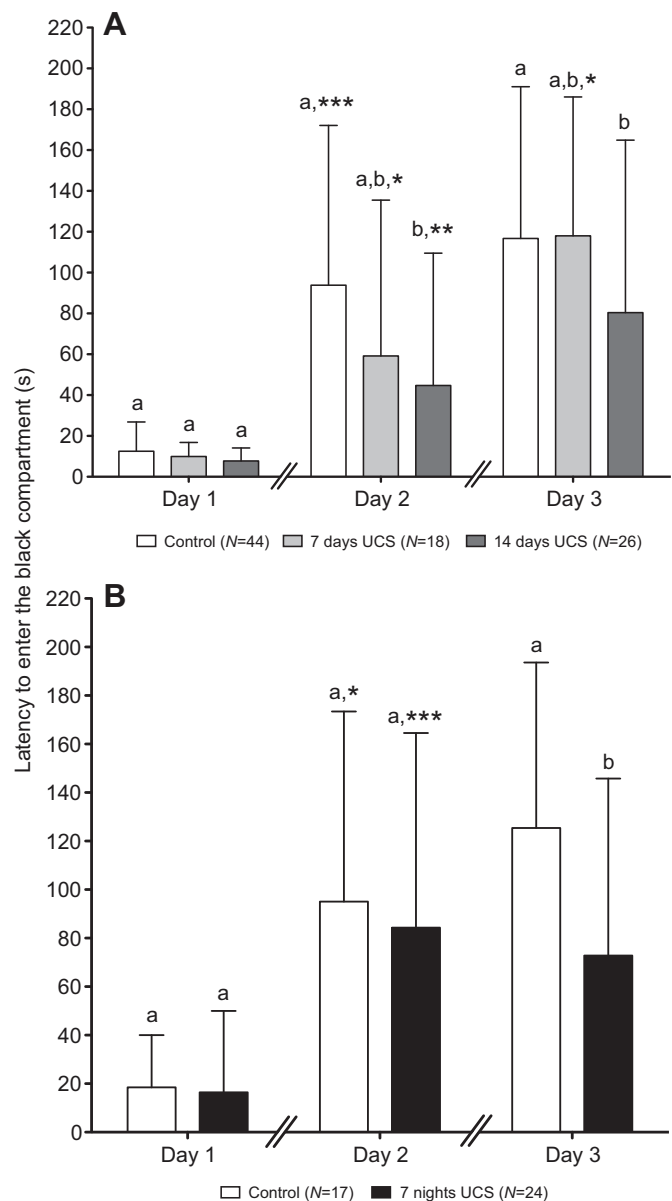 Latency to enter the black compartment (s)
A
220
200
180
160
140
120
100
80
60
40
20
0
a
a
a
a,***
a,b,*
b,**
a
a,b,*
b
Day 1
Day 2
Day 3
Control (N=44)
7 days UCS (N=18)
14 days UCS (N=26)
B
220
200
180
160
140
120
100
80
60
40
20
0
a
a
a,*
a,***
a
b
Day 1
Day 2
Day 3
Control (N=17)
7 nights UCS (N=24)